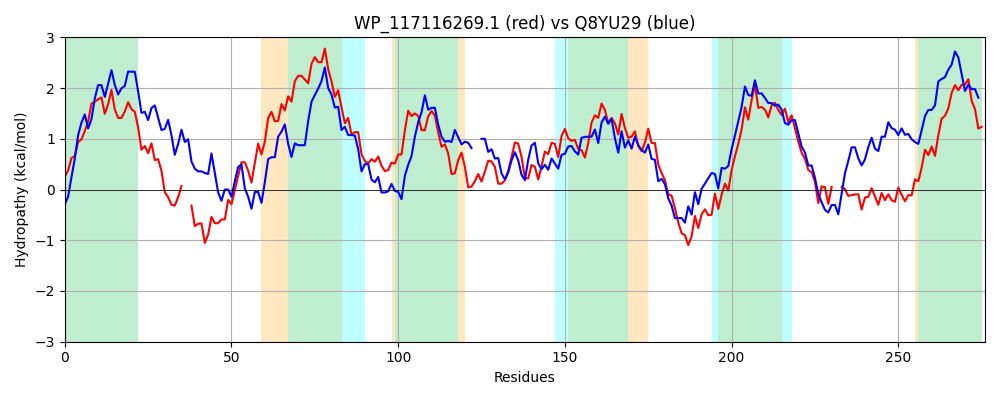 WP_117116269.1 (red) vs Q8YU29 (blue)
3
2
1
0
−1
−2
−3
Hydropathy (kcal/mol)
0 50 100 150 200 250
Residues